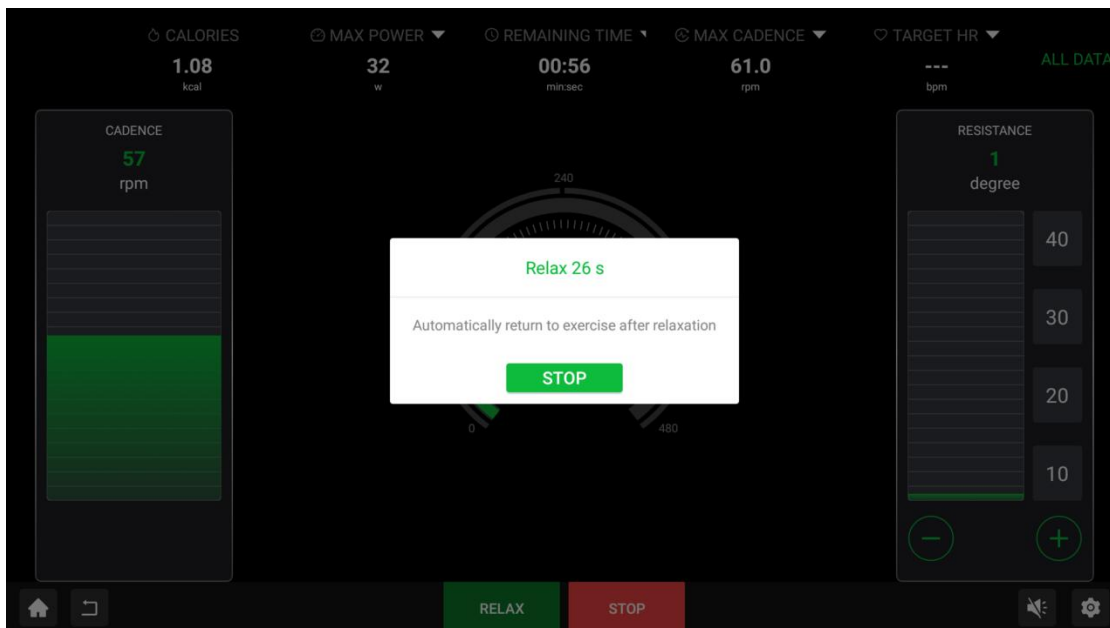 CALORIES
1.08
kcal
MAX POWER
32
w
REMAINING TIME
00:56
min:sec
MAX CADENCE
61.0
rpm
TARGET HR
---
bpm
ALL DATA
CADENCE
57
rpm
RESISTANCE
1
degree
240
0
480
Relax 26 s
Automatically return to exercise after relaxation
STOP
40
30
20
10
RELAX
STOP